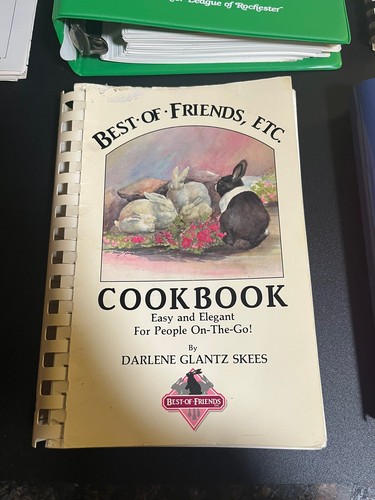 League of Rochester
BEST·OF·FRIENDS, ETC.
COOKBOOK
Easy and Elegant
For People On-The-Go!
By
DARLENE GLANTZ SKEES
BEST·OF·FRIENDS